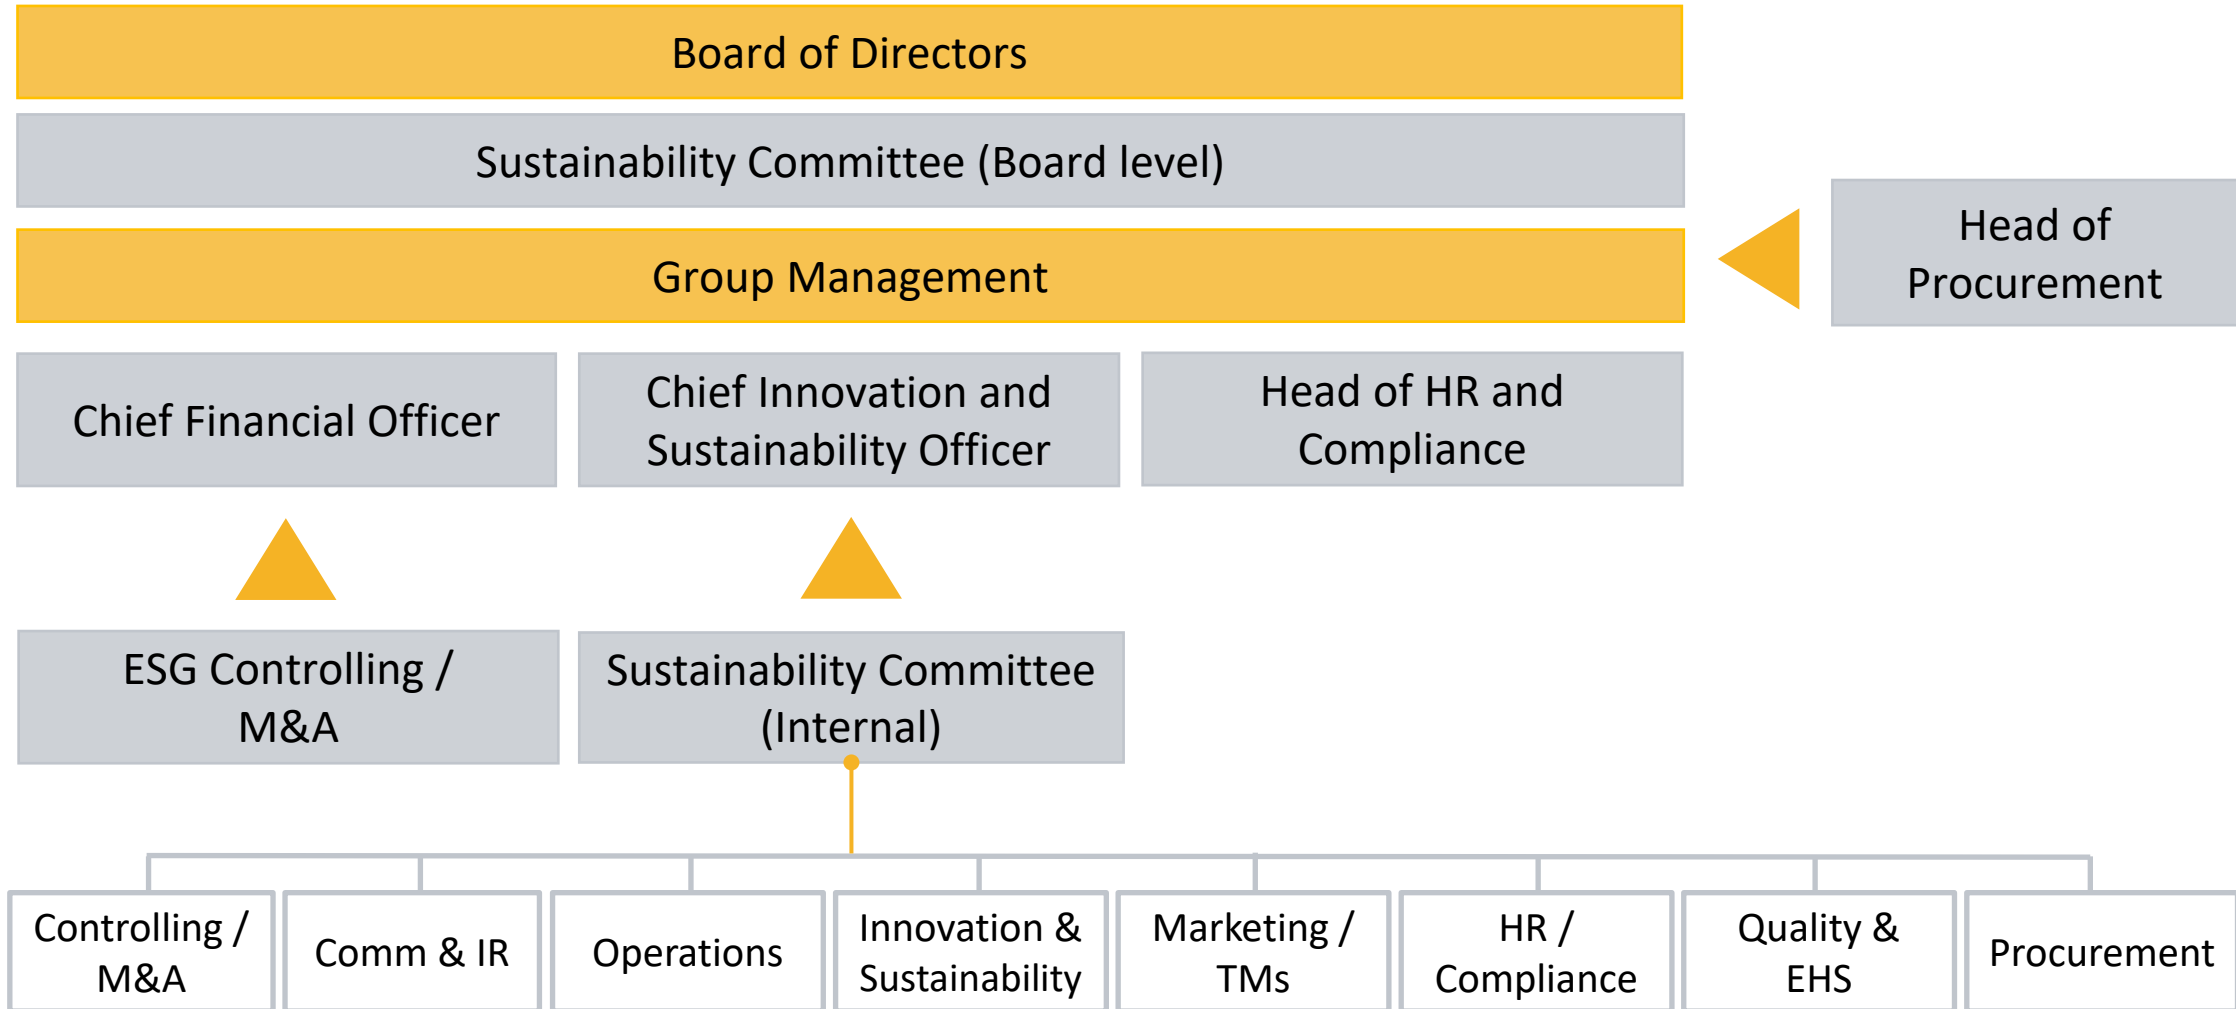 Board of Directors
Sustainability Committee (Board level)
Group Management
Head of
Procurement
Chief Financial Officer
Chief Innovation and
Sustainability Officer
Head of HR and
Compliance
ESG Controlling /
M&A
Sustainability Committee
(Internal)
Controlling /
M&A
Comm & IR
Operations
Innovation &
Sustainability
Marketing /
TMs
HR /
Compliance
Quality &
EHS
Procurement